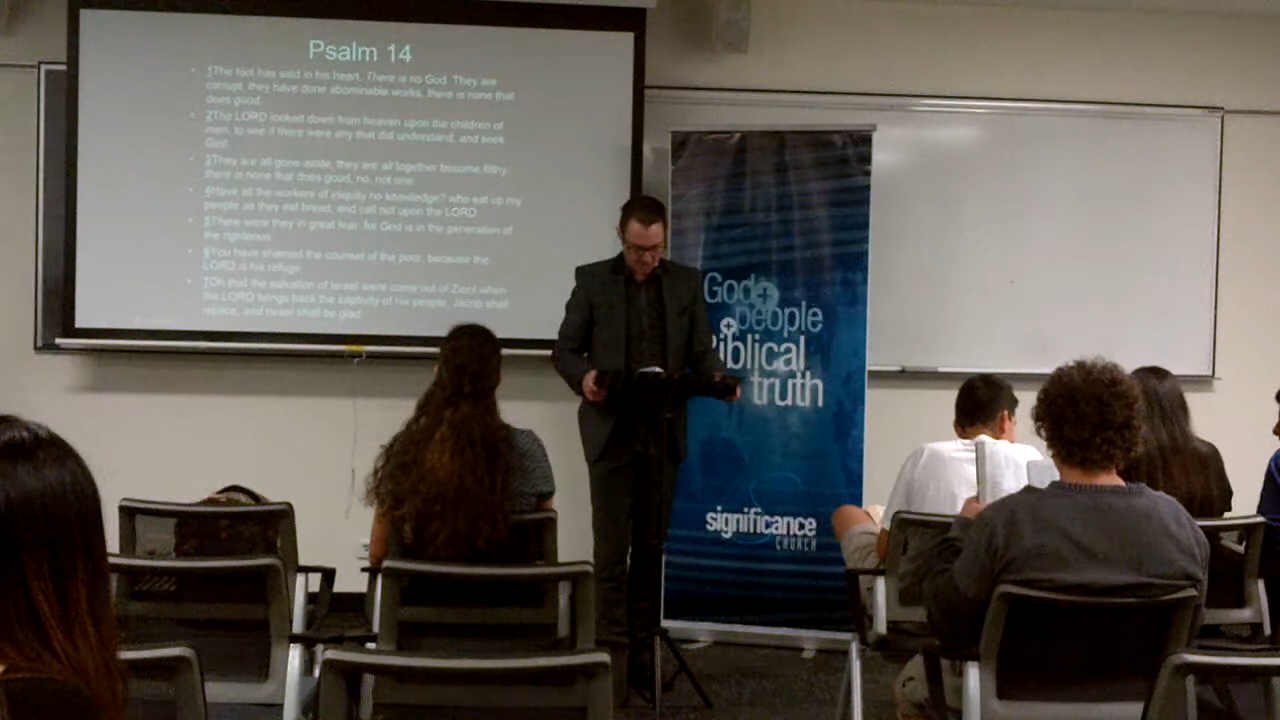 Psalm 14
• 1The fool has said in his heart, There is no God. They are
corrupt, they have done abominable works, there is none that
does good.
• 2The LORD looked down from heaven upon the children of
men, to see if there were any that did understand, and seek
God.
• 3They are all gone aside, they are all together become filthy:
there is none that does good, no, not one.
• 4Have all the workers of iniquity no knowledge? who eat up my
people as they eat bread, and call not upon the LORD.
• 5There were they in great fear: for God is in the generation of
the righteous.
• 6You have shamed the counsel of the poor, because the
LORD is his refuge.
• 7Oh that the salvation of Israel were come out of Zion! when
the LORD brings back the captivity of his people, Jacob shall
rejoice, and Israel shall be glad.
God+
+people
iblical
truth
significance
CHURCH